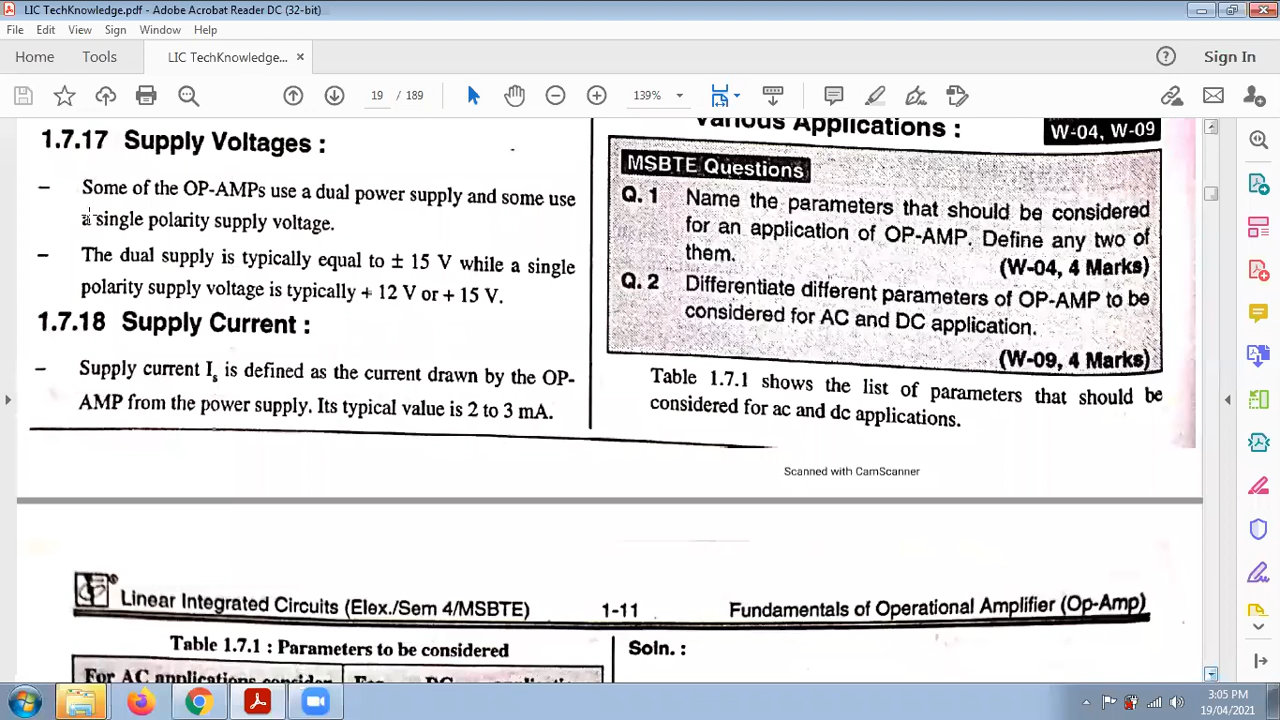 LIC TechKnowledge.pdf - Adobe Acrobat Reader DC (32-bit)
File Edit View Sign Window Help
Home Tools LIC TechKnowledge... × Sign In
19 / 189 139%
1.7.17 Supply Voltages :
– Some of the OP-AMPs use a dual power supply and some use
a single polarity supply voltage.
– The dual supply is typically equal to ± 15 V while a single
polarity supply voltage is typically + 12 V or + 15 V.
1.7.18 Supply Current :
– Supply current Is is defined as the current drawn by the OP-
AMP from the power supply. Its typical value is 2 to 3 mA.
Various Applications :
W-04, W-09
MSBTE Questions
Q. 1 Name the parameters that should be considered
for an application of OP-AMP. Define any two of
them. (W-04, 4 Marks)
Q. 2 Differentiate different parameters of OP-AMP to be
considered for AC and DC application.
(W-09, 4 Marks)
Table 1.7.1 shows the list of parameters that should be
considered for ac and dc applications.
Scanned with CamScanner
Linear Integrated Circuits (Elex./Sem 4/MSBTE) 1-11 Fundamentals of Operational Amplifier (Op-Amp)
Table 1.7.1 : Parameters to be considered
For AC applications consider
Soln. :
3:05 PM
19/04/2021